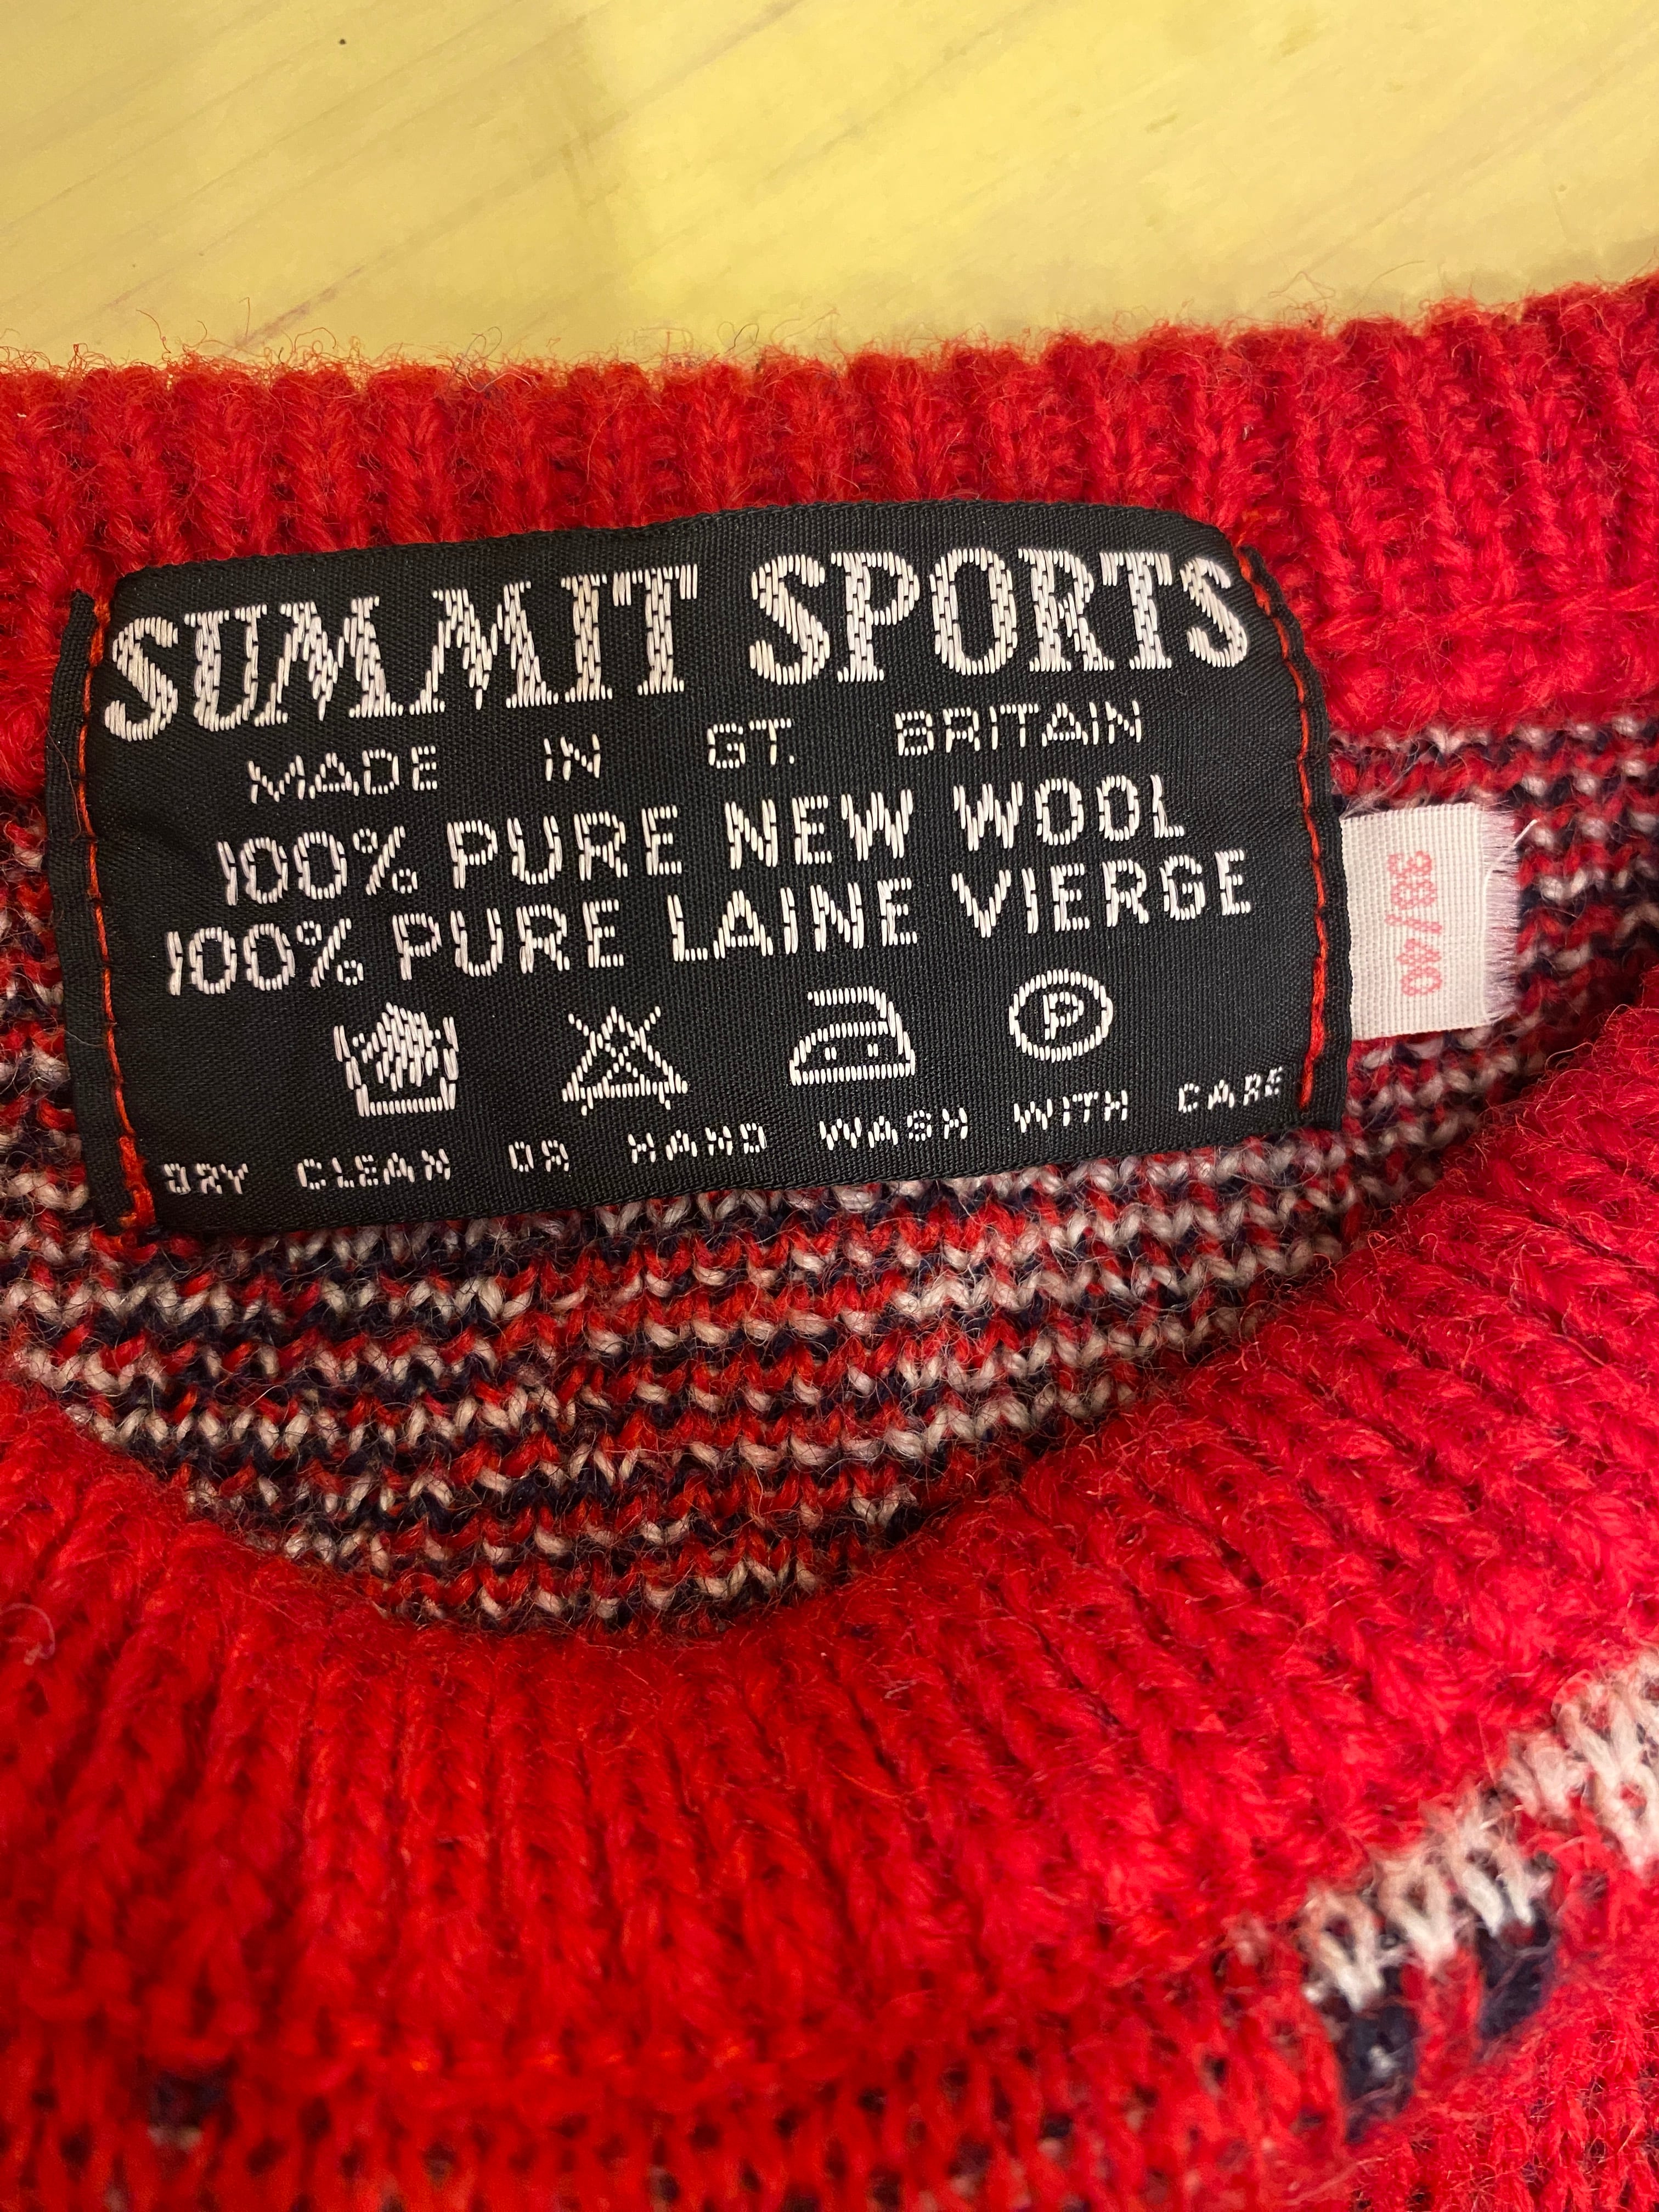 SUMMIT SPORTS
MADE IN GT. BRITAIN
100% PURE NEW WOOL
100% PURE LAINE VIERGE
P
DRY CLEAN OR HAND WASH WITH CARE
38/40